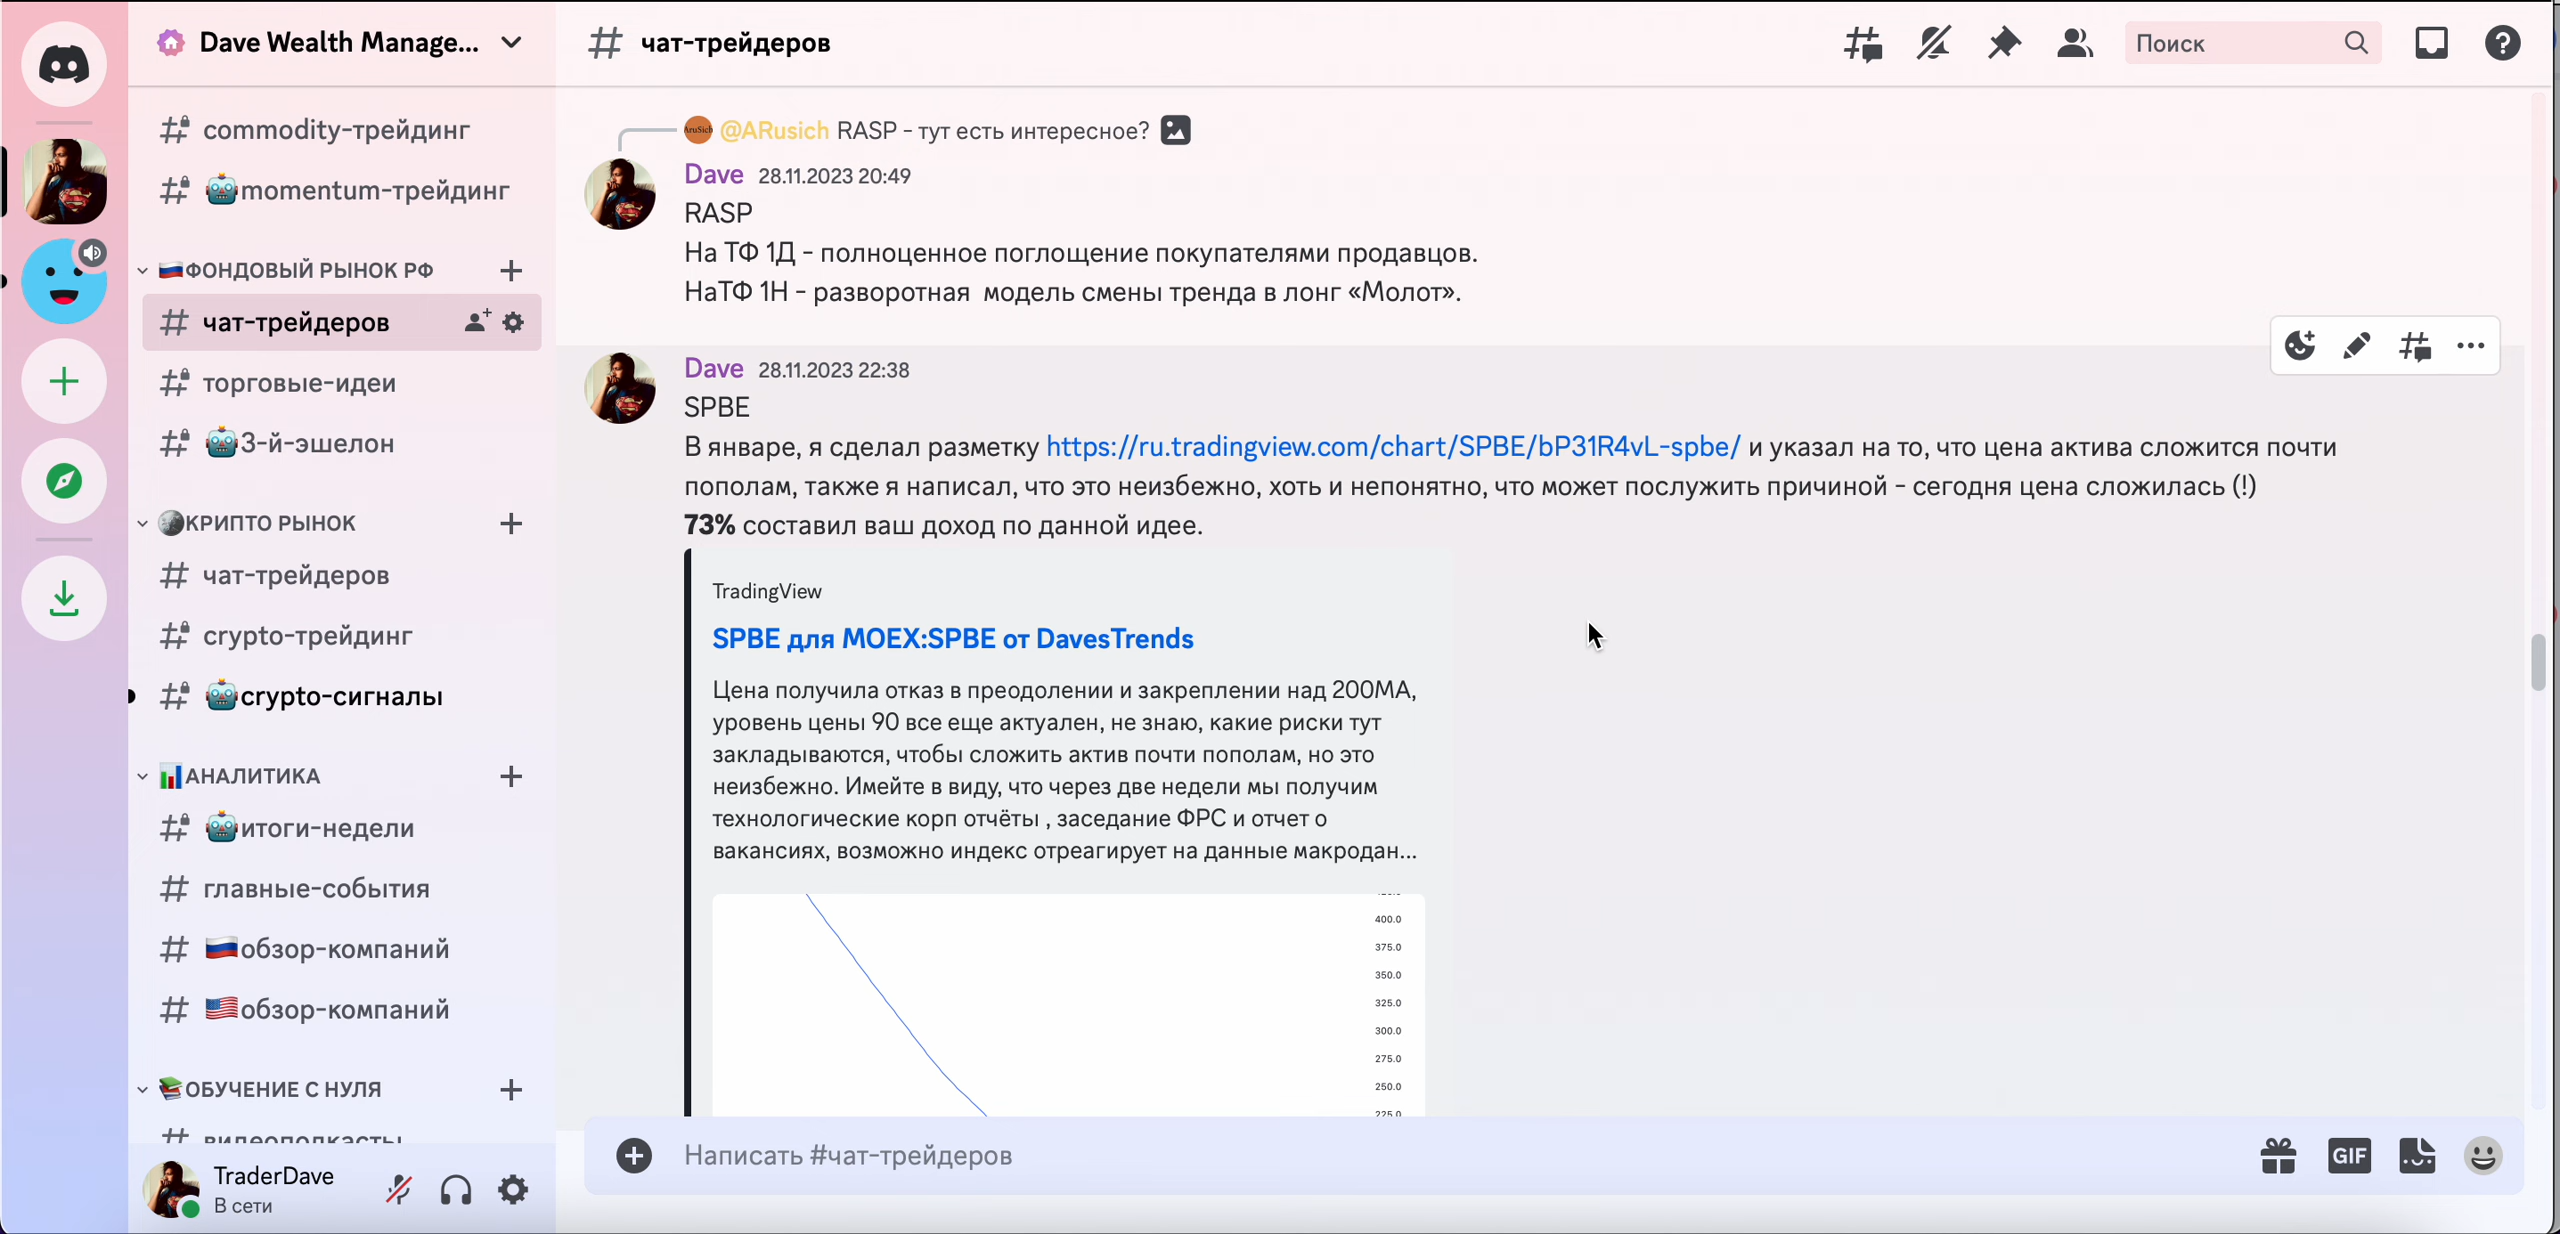 Dave Wealth Manage...
commodity-трейдинг
momentum-трейдинг
ФОНДОВЫЙ РЫНОК РФ
чат-трейдеров
торговые-идеи
3-й-эшелон
КРИПТО РЫНОК
чат-трейдеров
crypto-трейдинг
crypto-сигналы
АНАЛИТИКА
итоги-недели
главные-события
обзор-компаний
обзор-компаний
ОБУЧЕНИЕ С НУЛЯ
видеоподкасты
TraderDave
В сети
чат-трейдеров
Поиск
@ARusich RASP - тут есть интересное?
Dave 28.11.2023 20:49
RASP
На ТФ 1Д - полноценное поглощение покупателями продавцов.
НаТФ 1Н - разворотная модель смены тренда в лонг «Молот».
Dave 28.11.2023 22:38
SPBE
В январе, я сделал разметку https://ru.tradingview.com/chart/SPBE/bP31R4vL-spbe/ и указал на то, что цена актива сложится почти
пополам, также я написал, что это неизбежно, хоть и непонятно, что может послужить причиной - сегодня цена сложилась (!)
73% составил ваш доход по данной идее.
TradingView
SPBE для MOEX:SPBE от DavesTrends
Цена получила отказ в преодолении и закреплении над 200МА,
уровень цены 90 все еще актуален, не знаю, какие риски тут
закладываются, чтобы сложить актив почти пополам, но это
неизбежно. Имейте в виду, что через две недели мы получим
технологические корп отчёты , заседание ФРС и отчет о
вакансиях, возможно индекс отреагирует на данные макродан...
400.0
375.0
350.0
325.0
300.0
275.0
250.0
225.0
Написать #чат-трейдеров
GIF